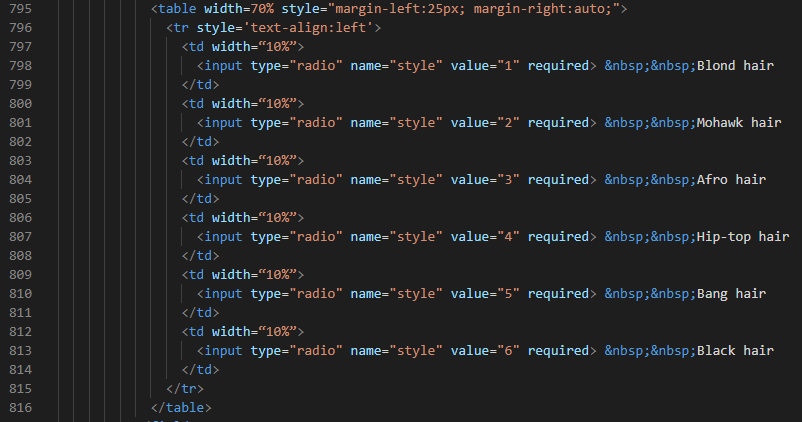 795 <table width=70% style="margin-left:25px; margin-right:auto;">
796 <tr style='text-align:left'>
797 <td width=“10%”>
798 <input type="radio" name="style" value="1" required> &nbsp;&nbsp;Blond hair
799 </td>
800 <td width=“10%”>
801 <input type="radio" name="style" value="2" required> &nbsp;&nbsp;Mohawk hair
802 </td>
803 <td width=“10%”>
804 <input type="radio" name="style" value="3" required> &nbsp;&nbsp;Afro hair
805 </td>
806 <td width=“10%”>
807 <input type="radio" name="style" value="4" required> &nbsp;&nbsp;Hip-top hair
808 </td>
809 <td width=“10%”>
810 <input type="radio" name="style" value="5" required> &nbsp;&nbsp;Bang hair
811 </td>
812 <td width=“10%”>
813 <input type="radio" name="style" value="6" required> &nbsp;&nbsp;Black hair
814 </td>
815 </tr>
816 </table>